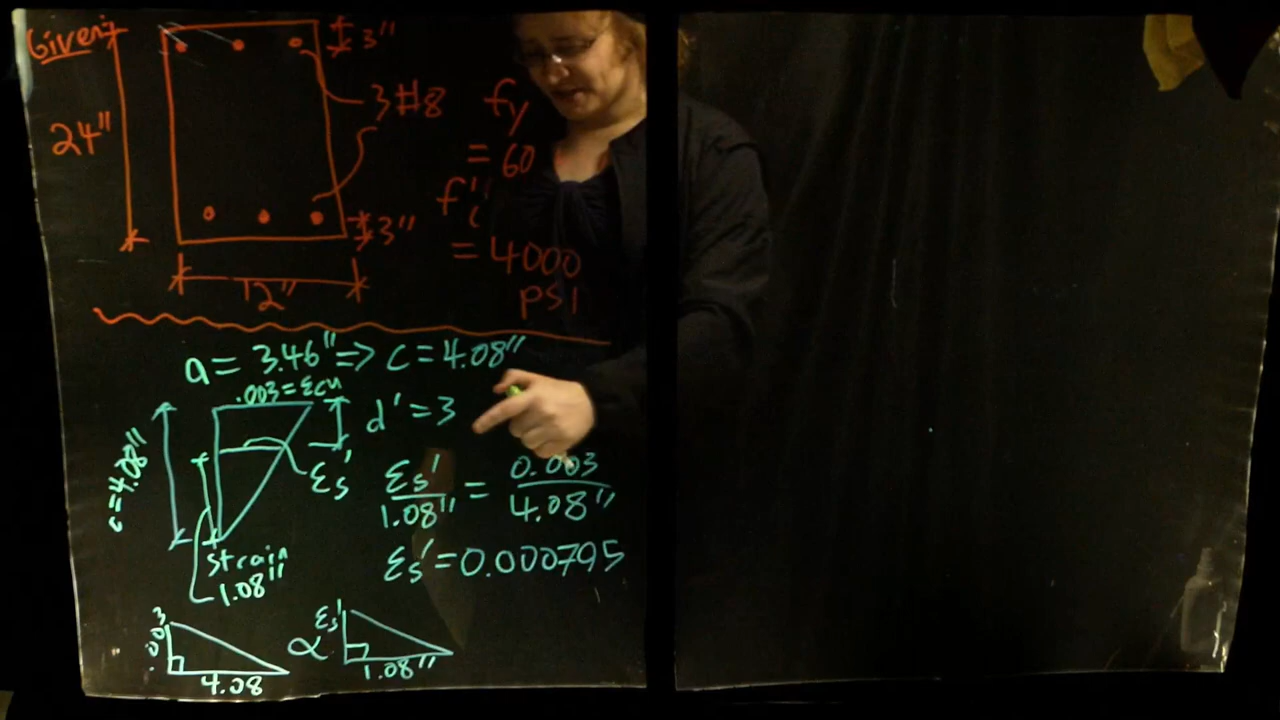 Given:
3"
24"
3#8
fy
= 60
f'c
= 4000
psi
3"
12"
a = 3.46" => c = 4.08"
.003 = εcu
d' = 3
c = 4.08"
εs'
εs'/1.08" = 0.003/4.08"
εs' = 0.000795
strain
1.08"
.003
4.08
α
εs'
1.08"